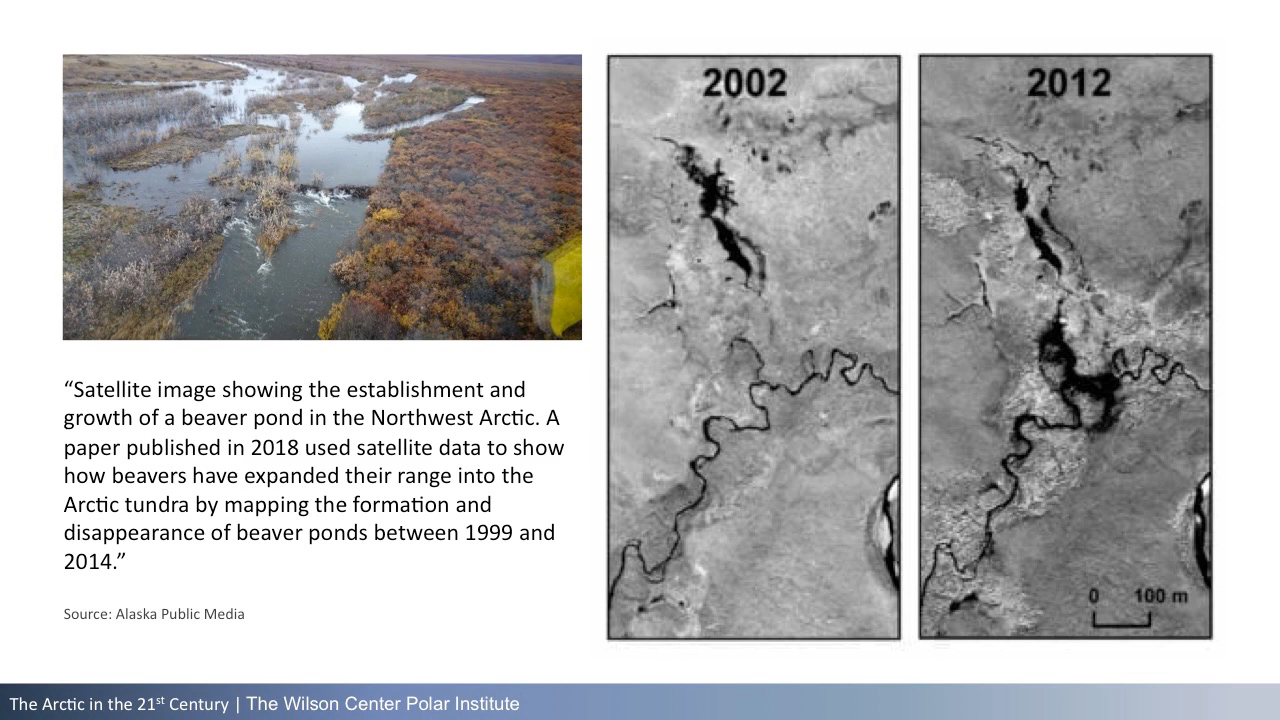 2002
2012
“Satellite image showing the establishment and
growth of a beaver pond in the Northwest Arctic. A
paper published in 2018 used satellite data to show
how beavers have expanded their range into the
Arctic tundra by mapping the formation and
disappearance of beaver ponds between 1999 and
2014.”
Source: Alaska Public Media
0 100 m
The Arctic in the 21st Century | The Wilson Center Polar Institute